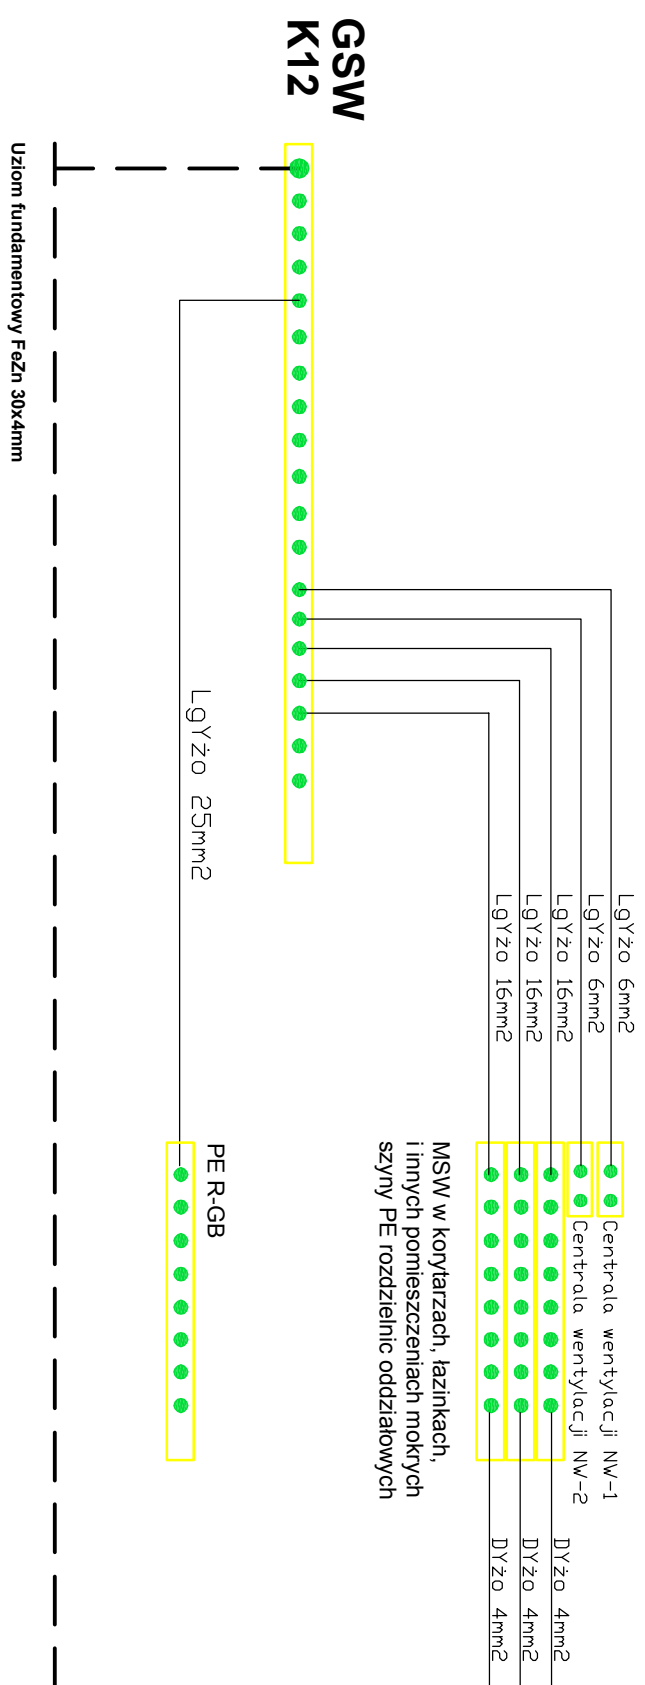 GSW
K12
Uziom fundamentowy FeZn 30x4mm
LgYżo 25mm2
LgYżo 6mm2
LgYżo 6mm2
LgYżo 16mm2
LgYżo 16mm2
LgYżo 16mm2
Centrala wentylacji NW-1
Centrala wentylacji NW-2
MSW w korytarzach, łazinkach,
i innych pomieszczeniach mokrych
szyny PE rozdzielnic oddziałowych
PE R-GB
DYżo 4mm2
DYżo 4mm2
DYżo 4mm2